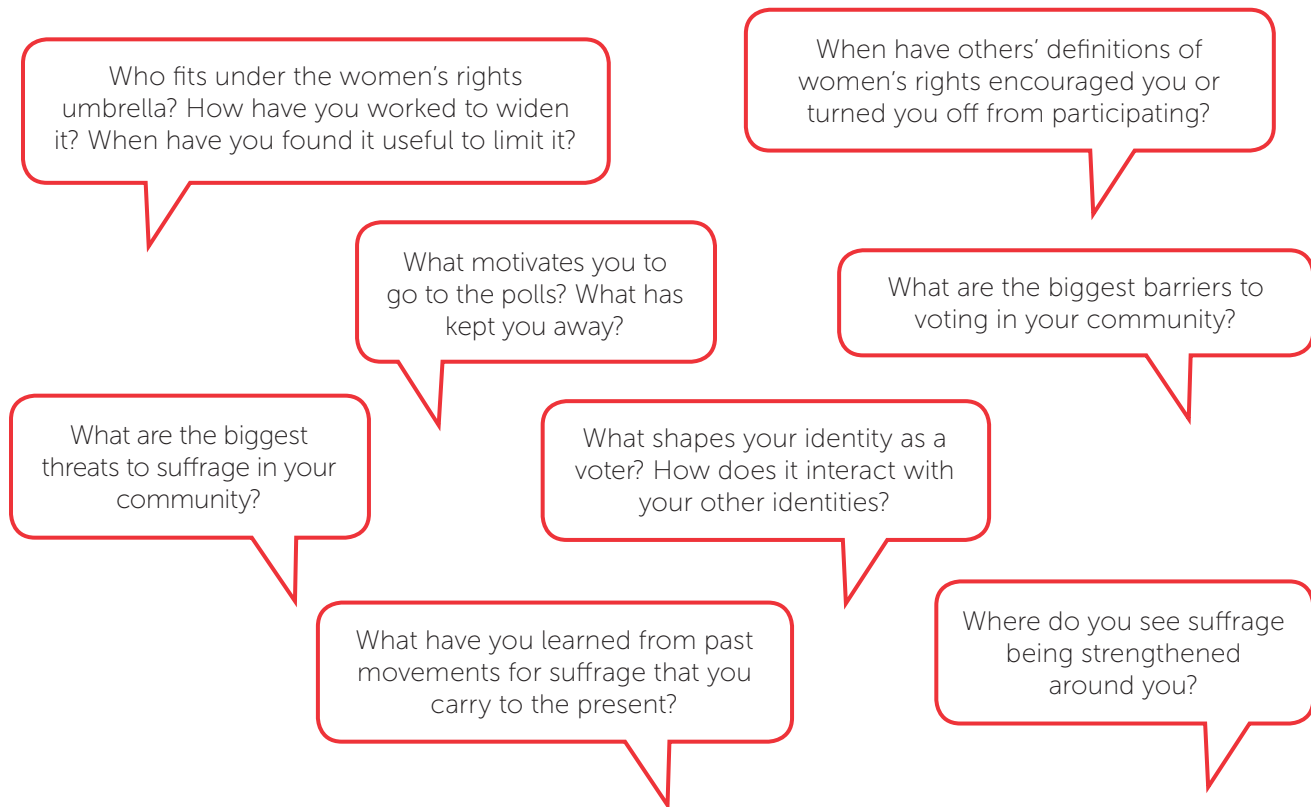 Who fits under the women’s rights
umbrella? How have you worked to widen
it? When have you found it useful to limit it?
When have others’ definitions of
women’s rights encouraged you or
turned you off from participating?
What motivates you to
go to the polls? What has
kept you away?
What are the biggest barriers to
voting in your community?
What are the biggest
threats to suffrage in your
community?
What shapes your identity as a
voter? How does it interact with
your other identities?
What have you learned from past
movements for suffrage that you
carry to the present?
Where do you see suffrage
being strengthened
around you?